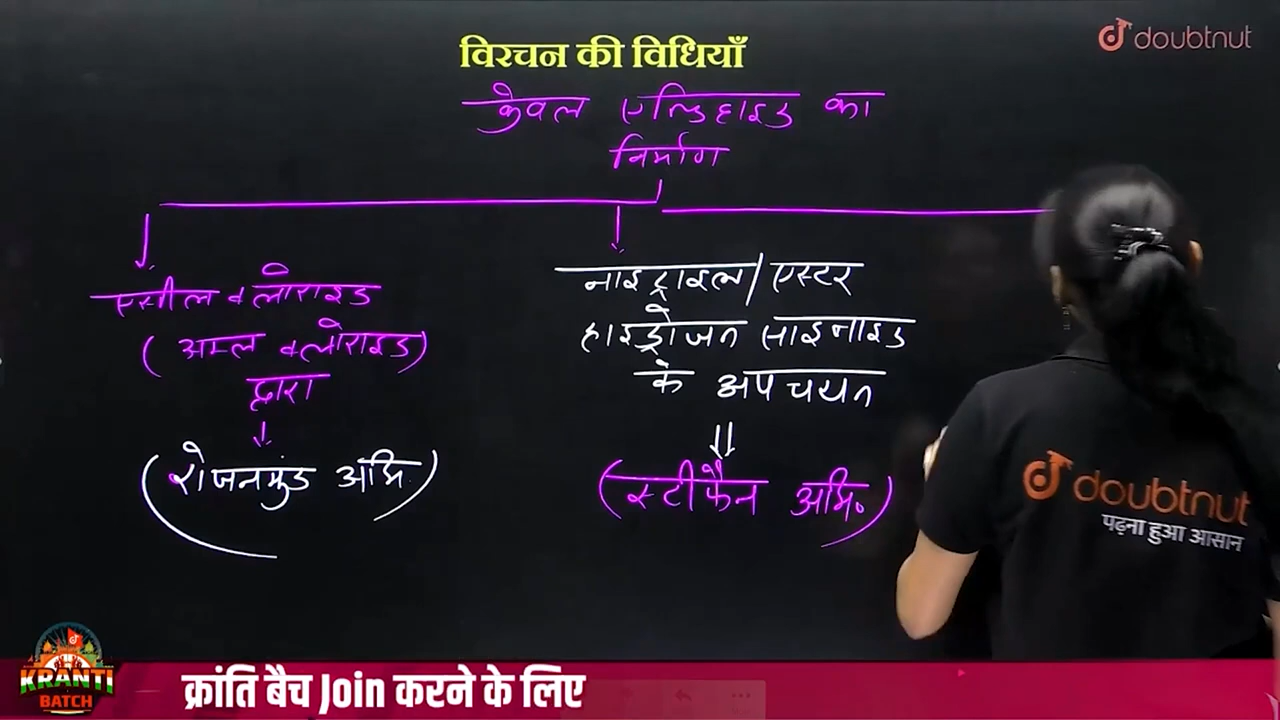 विरचन की विधियाँ
doubtnut
केवल एल्डिहाइड का
निर्माण
एसील क्लोराइड
(अम्ल क्लोराइड)
द्वारा
(रोजनमुंड अभि.)
नाइट्राइल/एस्टर
हाइड्रोजन साइनाइड
के अपचयन
(स्टीफैन अभि०)
doubtnut
पढ़ना हुआ आसान
KRANTI
BATCH
क्रांति बैच Join करने के लिए